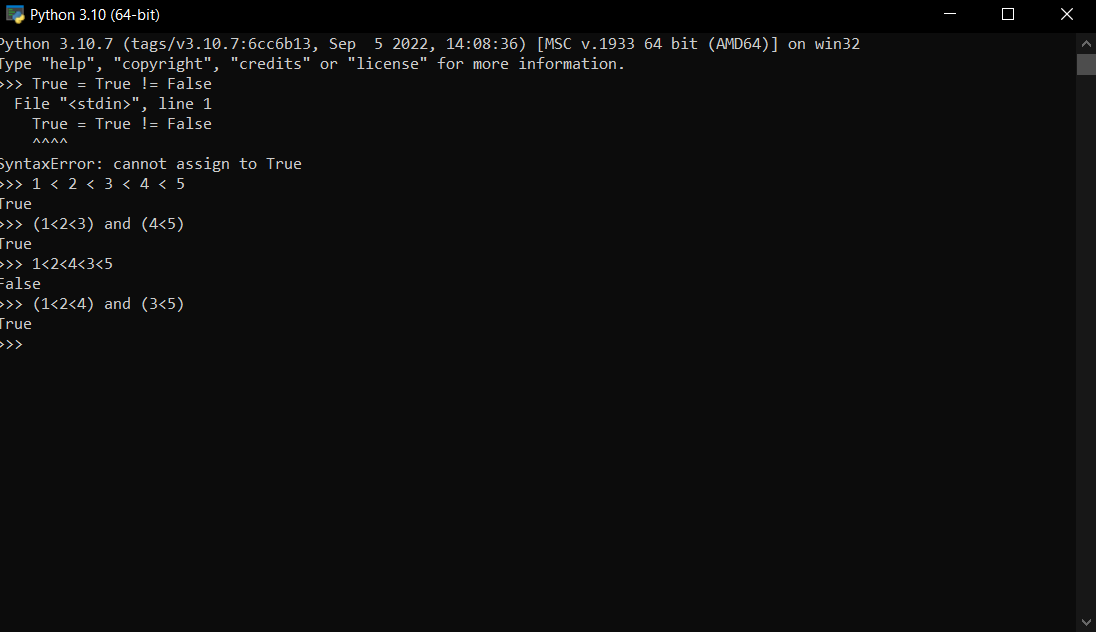 Python 3.10 (64-bit)
Python 3.10.7 (tags/v3.10.7:6cc6b13, Sep  5 2022, 14:08:36) [MSC v.1933 64 bit (AMD64)] on win32
Type "help", "copyright", "credits" or "license" for more information.
>>> True = True != False
  File "<stdin>", line 1
    True = True != False
    ^^^^
SyntaxError: cannot assign to True
>>> 1 < 2 < 3 < 4 < 5
True
>>> (1<2<3) and (4<5)
True
>>> 1<2<4<3<5
False
>>> (1<2<4) and (3<5)
True
>>>